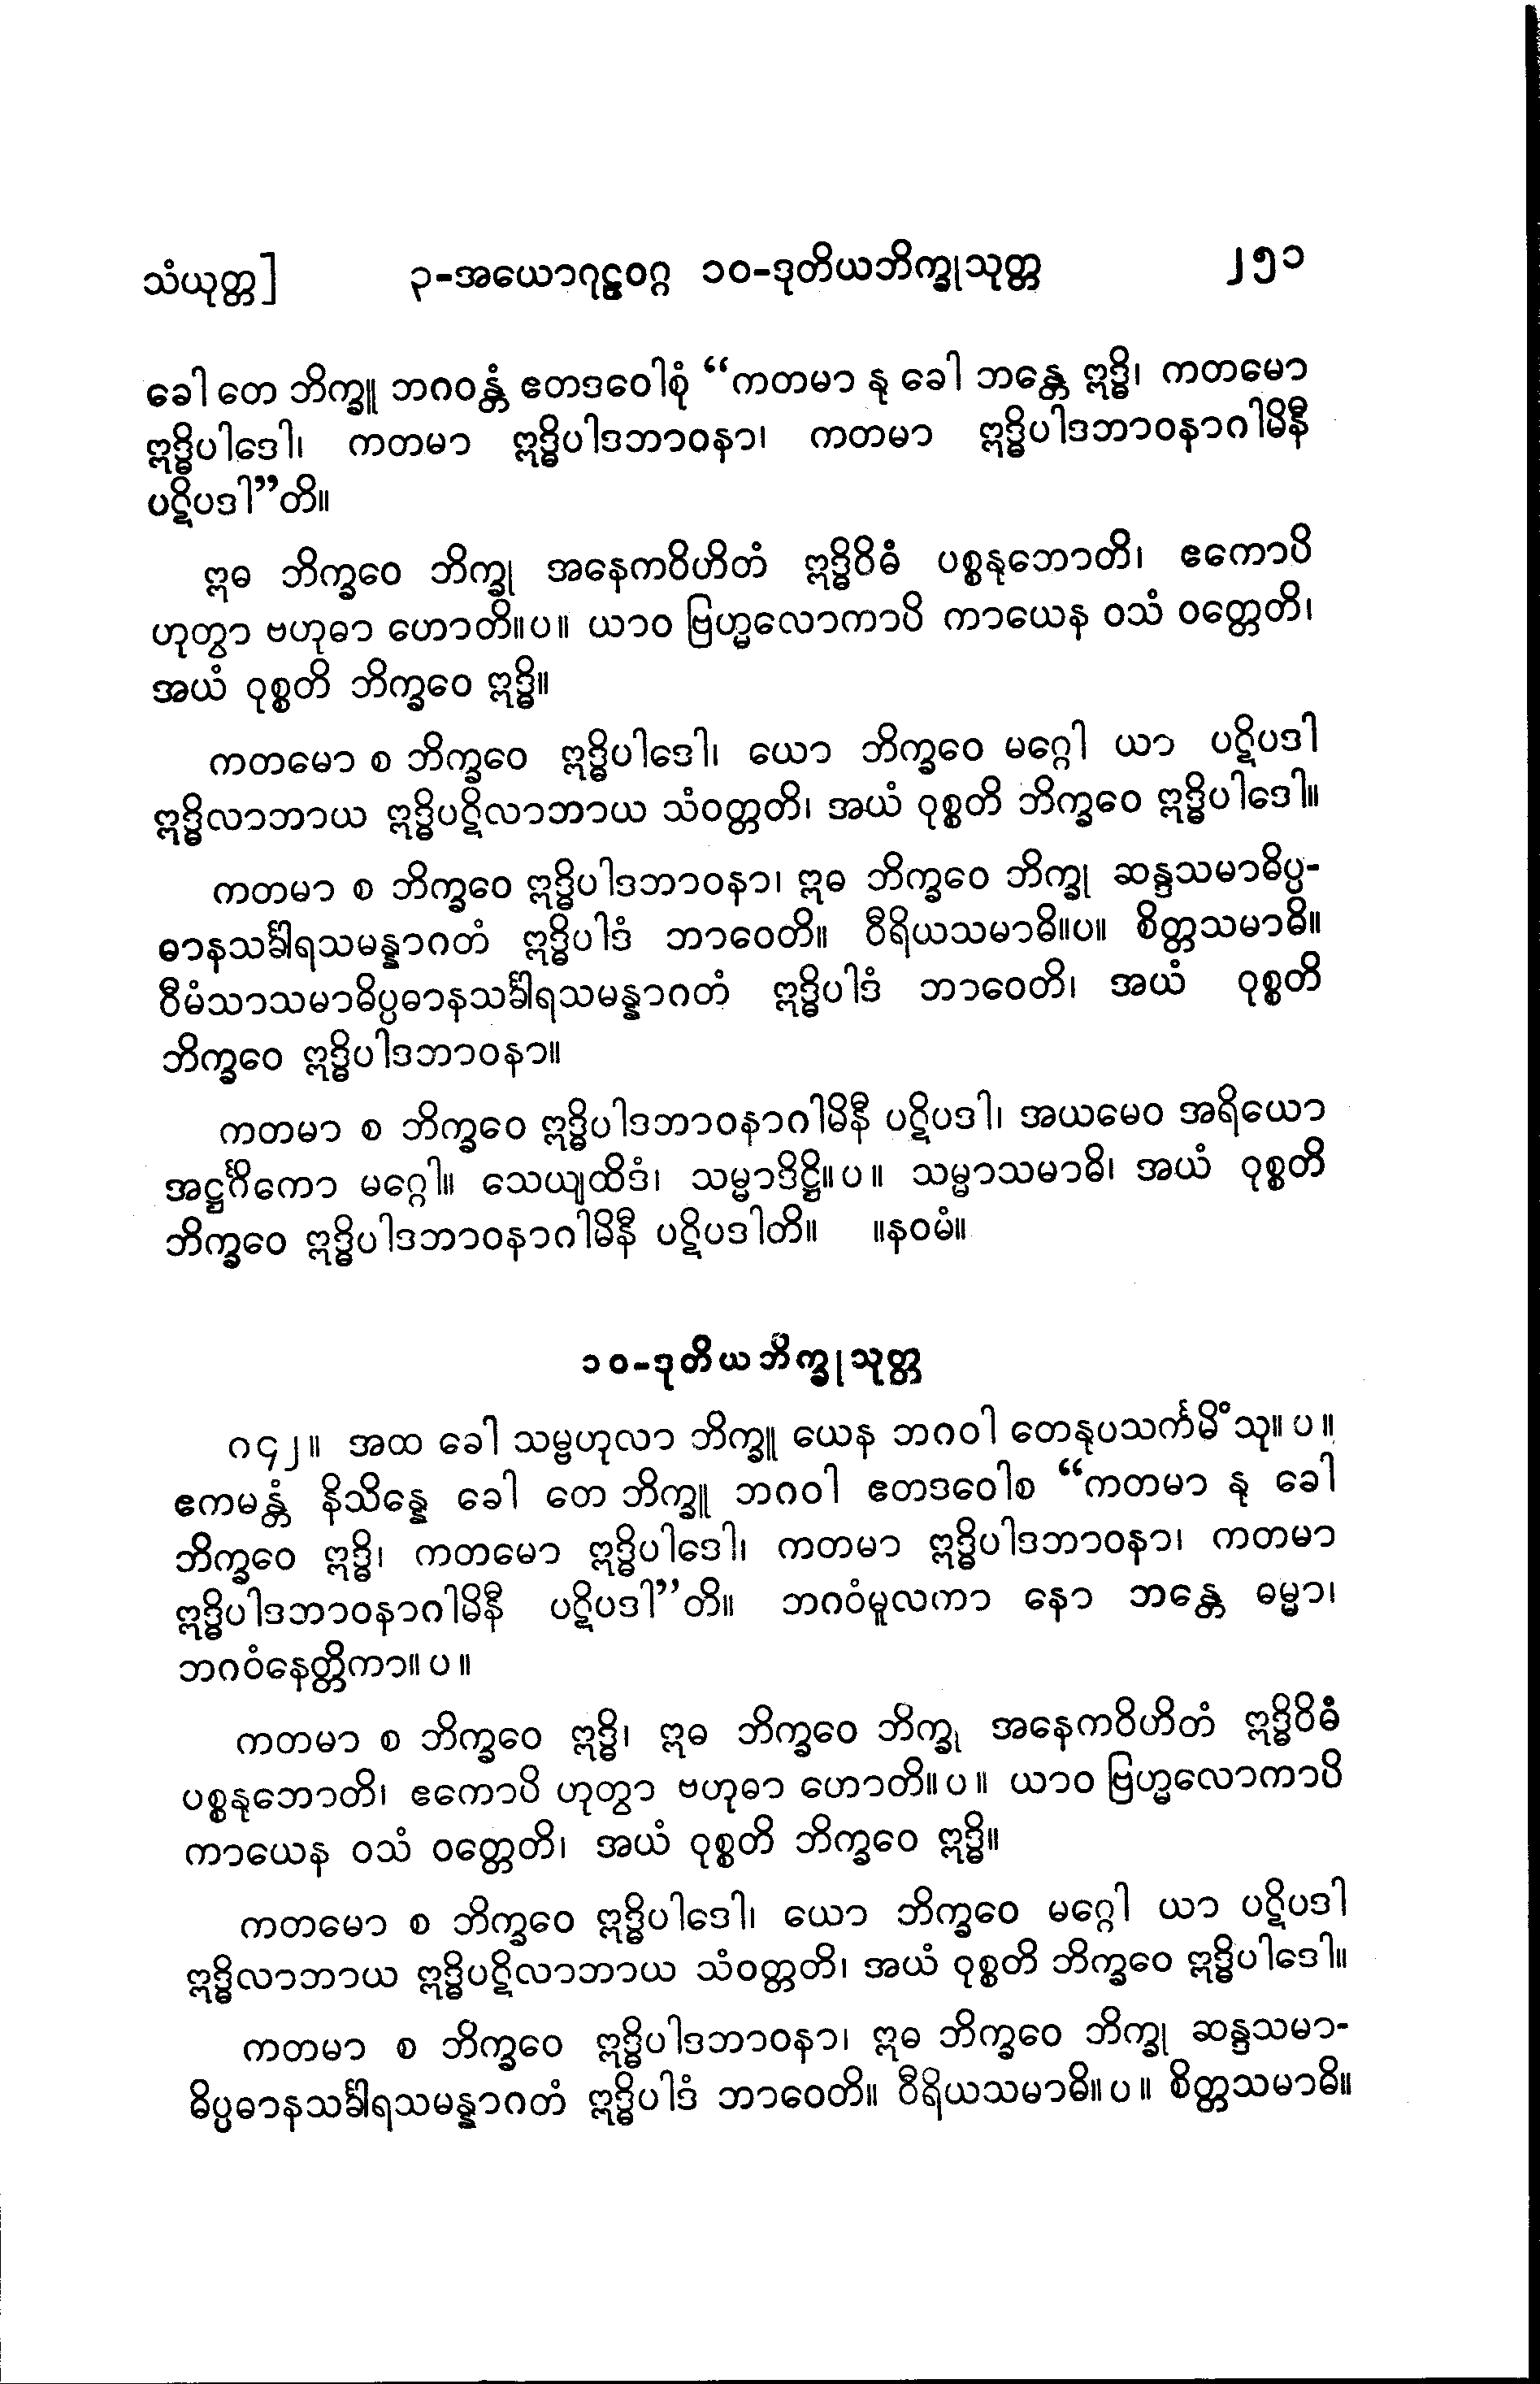 သံယုတ္တ] ၃-အယောဂုဠဝဂ္ဂ ၁၀-ဒုတိယဘိက္ခုသုတ္တ ၂၅၁
ခေါ တေ ဘိက္ခူ ဘဂဝန္တံ ဧတဒဝေါစုံ “ကတမာ နု ခေါ ဘန္တေ ဣဒ္ဓိ၊ ကတမော
ဣဒ္ဓိပါဒေါ၊ ကတမာ ဣဒ္ဓိပါဒဘာဝနာ၊ ကတမာ ဣဒ္ဓိပါဒဘာဝနာဂါမိနီ
ပဋိပဒါ”တိ။
ဣဓ ဘိက္ခဝေ ဘိက္ခု အနေကဝိဟိတံ ဣဒ္ဓိဝိဓံ ပစ္စနုဘောတိ၊ ဧကောပိ
ဟုတွာ ဗဟုဓာ ဟောတိ။ပ။ ယာဝ ဗြဟ္မလောကာပိ ကာယေန ဝသံ ဝတ္တေတိ၊
အယံ ဝုစ္စတိ ဘိက္ခဝေ ဣဒ္ဓိ။
ကတမော စ ဘိက္ခဝေ ဣဒ္ဓိပါဒေါ၊ ယော ဘိက္ခဝေ မဂ္ဂေါ ယာ ပဋိပဒါ
ဣဒ္ဓိလာဘာယ ဣဒ္ဓိပဋိလာဘာယ သံဝတ္တတိ၊ အယံ ဝုစ္စတိ ဘိက္ခဝေ ဣဒ္ဓိပါဒေါ။
ကတမာ စ ဘိက္ခဝေ ဣဒ္ဓိပါဒဘာဝနာ၊ ဣဓ ဘိက္ခဝေ ဘိက္ခု ဆန္ဒသမာဓိပ္ပ-
ဓာနသင်္ခါရသမန္နာဂတံ ဣဒ္ဓိပါဒံ ဘာဝေတိ။ ဝီရိယသမာဓိ။ပ။ စိတ္တသမာဓိ။
ဝီမံသာသမာဓိပ္ပဓာနသင်္ခါရသမန္နာဂတံ ဣဒ္ဓိပါဒံ ဘာဝေတိ၊ အယံ ဝုစ္စတိ
ဘိက္ခဝေ ဣဒ္ဓိပါဒဘာဝနာ။
ကတမာ စ ဘိက္ခဝေ ဣဒ္ဓိပါဒဘာဝနာဂါမိနီ ပဋိပဒါ၊ အယမေဝ အရိယော
အဋ္ဌင်္ဂိကော မဂ္ဂေါ။ သေယျထိဒံ၊ သမ္မာဒိဋ္ဌိ။ပ။ သမ္မာသမာဓိ၊ အယံ ဝုစ္စတိ
ဘိက္ခဝေ ဣဒ္ဓိပါဒဘာဝနာဂါမိနီ ပဋိပဒါတိ။ ။နဝမံ။
၁၀-ဒုတိယဘိက္ခုသုတ္တ
၈၄၂။ အထ ခေါ သမ္ဗဟုလာ ဘိက္ခူ ယေန ဘဂဝါ တေနုပသင်္ကမိံသု။ပ။
ဧကမန္တံ နိသိန္နေ ခေါ တေ ဘိက္ခူ ဘဂဝါ ဧတဒဝေါစ “ကတမာ နု ခေါ
ဘိက္ခဝေ ဣဒ္ဓိ၊ ကတမော ဣဒ္ဓိပါဒေါ၊ ကတမာ ဣဒ္ဓိပါဒဘာဝနာ၊ ကတမာ
ဣဒ္ဓိပါဒဘာဝနာဂါမိနီ ပဋိပဒါ”တိ။ ဘဂဝံမူလကာ နော ဘန္တေ ဓမ္မာ၊
ဘဂဝံနေတ္တိကာ။ပ။
ကတမာ စ ဘိက္ခဝေ ဣဒ္ဓိ၊ ဣဓ ဘိက္ခဝေ ဘိက္ခု အနေကဝိဟိတံ ဣဒ္ဓိဝိဓံ
ပစ္စနုဘောတိ၊ ဧကောပိ ဟုတွာ ဗဟုဓာ ဟောတိ။ပ။ ယာဝ ဗြဟ္မလောကာပိ
ကာယေန ဝသံ ဝတ္တေတိ၊ အယံ ဝုစ္စတိ ဘိက္ခဝေ ဣဒ္ဓိ။
ကတမော စ ဘိက္ခဝေ ဣဒ္ဓိပါဒေါ၊ ယော ဘိက္ခဝေ မဂ္ဂေါ ယာ ပဋိပဒါ
ဣဒ္ဓိလာဘာယ ဣဒ္ဓိပဋိလာဘာယ သံဝတ္တတိ၊ အယံ ဝုစ္စတိ ဘိက္ခဝေ ဣဒ္ဓိပါဒေါ။
ကတမာ စ ဘိက္ခဝေ ဣဒ္ဓိပါဒဘာဝနာ၊ ဣဓ ဘိက္ခဝေ ဘိက္ခု ဆန္ဒသမာ-
ဓိပ္ပဓာနသင်္ခါရသမန္နာဂတံ ဣဒ္ဓိပါဒံ ဘာဝေတိ။ ဝီရိယသမာဓိ။ပ။ စိတ္တသမာဓိ။